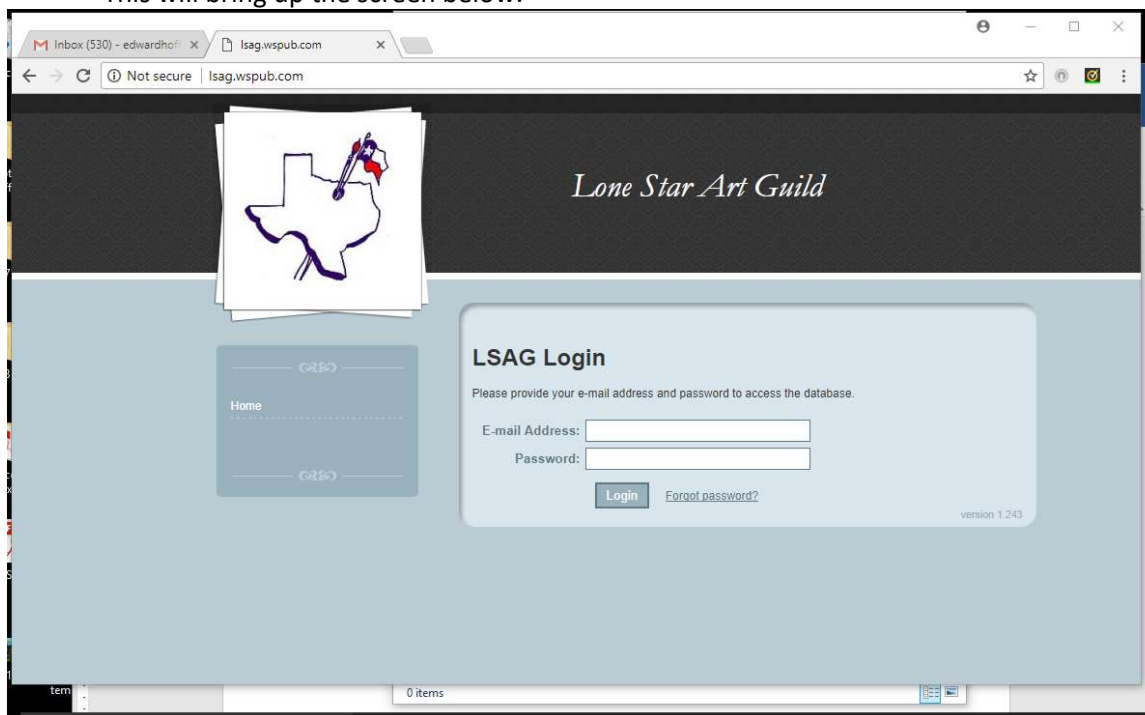 This will bring up the screen below:
Inbox (530) - edwardhof
lsag.wspub.com
Not secure | lsag.wspub.com
Lone Star Art Guild
LSAG Login
Please provide your e-mail address and password to access the database.
Home
E-mail Address:
Password:
Login Forgot password?
version 1.243
tem
0 items